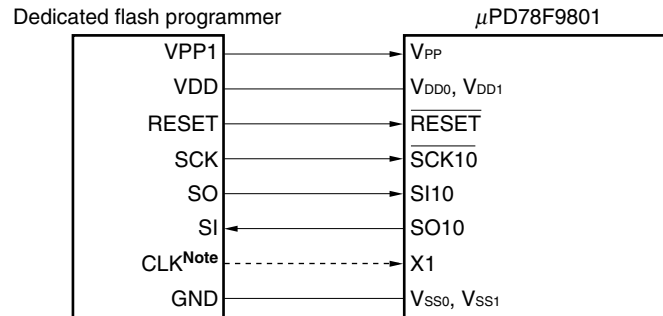 Dedicated flash programmer μPD78F9801
VPP1 VPP
VDD VDD0, VDD1
RESET RESET
SCK SCK10
SO SI10
SI SO10
CLKNote X1
GND VSS0, VSS1